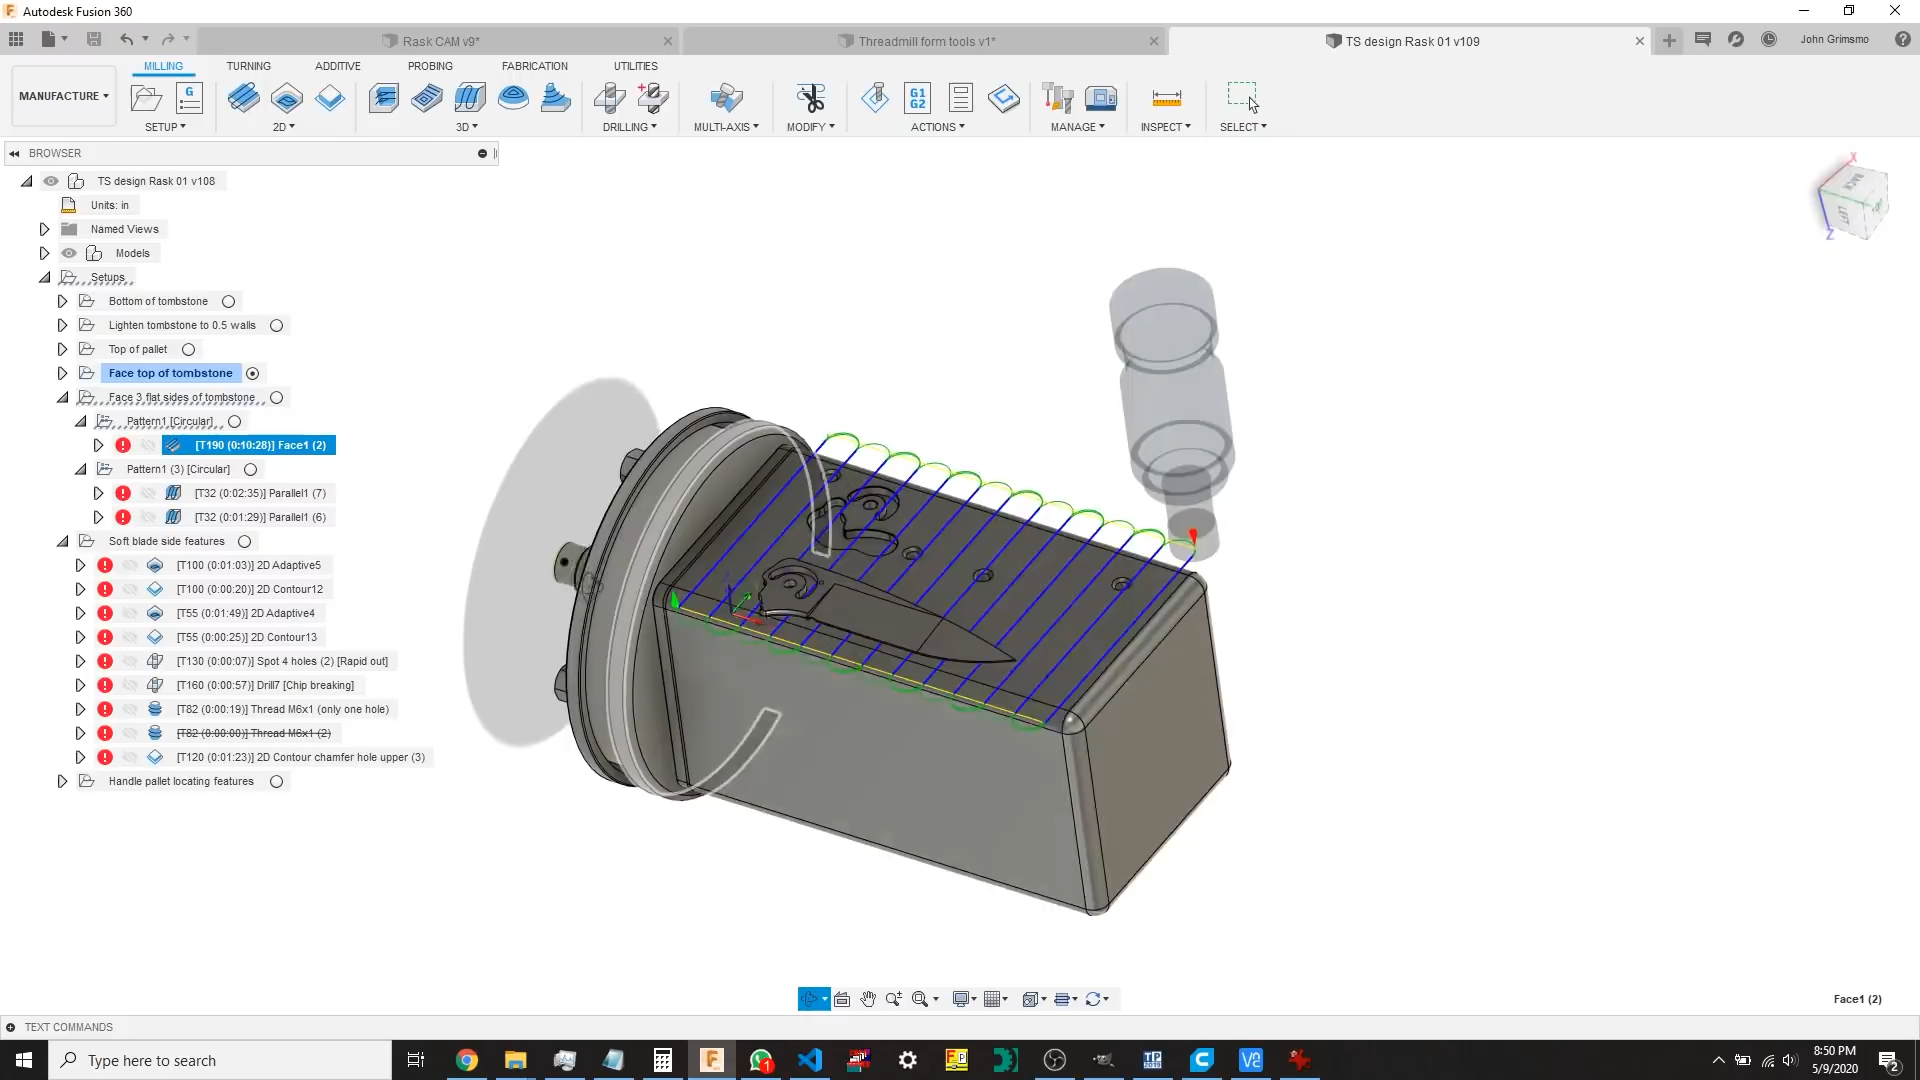 Autodesk Fusion 360
Rask CAM v9*
Threadmill form tools v1*
TS design Rask 01 v109
John Grimsmo
MANUFACTURE
MILLING
TURNING
ADDITIVE
PROBING
FABRICATION
UTILITIES
G
G1
G2
SETUP
2D
3D
DRILLING
MULTI-AXIS
MODIFY
ACTIONS
MANAGE
INSPECT
SELECT
BROWSER
TS design Rask 01 v108
Units: in
Named Views
Models
Setups
Bottom of tombstone
Lighten tombstone to 0.5 walls
Top of pallet
Face top of tombstone
Face 3 flat sides of tombstone
Pattern1 [Circular]
[T190 (0:10:28)] Face1 (2)
Pattern1 (3) [Circular]
[T32 (0:02:35)] Parallel1 (7)
[T32 (0:01:29)] Parallel1 (6)
Soft blade side features
[T100 (0:01:03)] 2D Adaptive5
[T100 (0:00:20)] 2D Contour12
[T55 (0:01:49)] 2D Adaptive4
[T55 (0:00:25)] 2D Contour13
[T130 (0:00:07)] Spot 4 holes (2) [Rapid out]
[T160 (0:00:57)] Drill7 [Chip breaking]
[T82 (0:00:19)] Thread M6x1 (only one hole)
[T82 (0:00:00)] Thread M6x1 (2)
[T120 (0:01:23)] 2D Contour chamfer hole upper (3)
Handle pallet locating features
X
BACK
LEFT
Z
Face1 (2)
TEXT COMMANDS
Type here to search
8:50 PM
5/9/2020